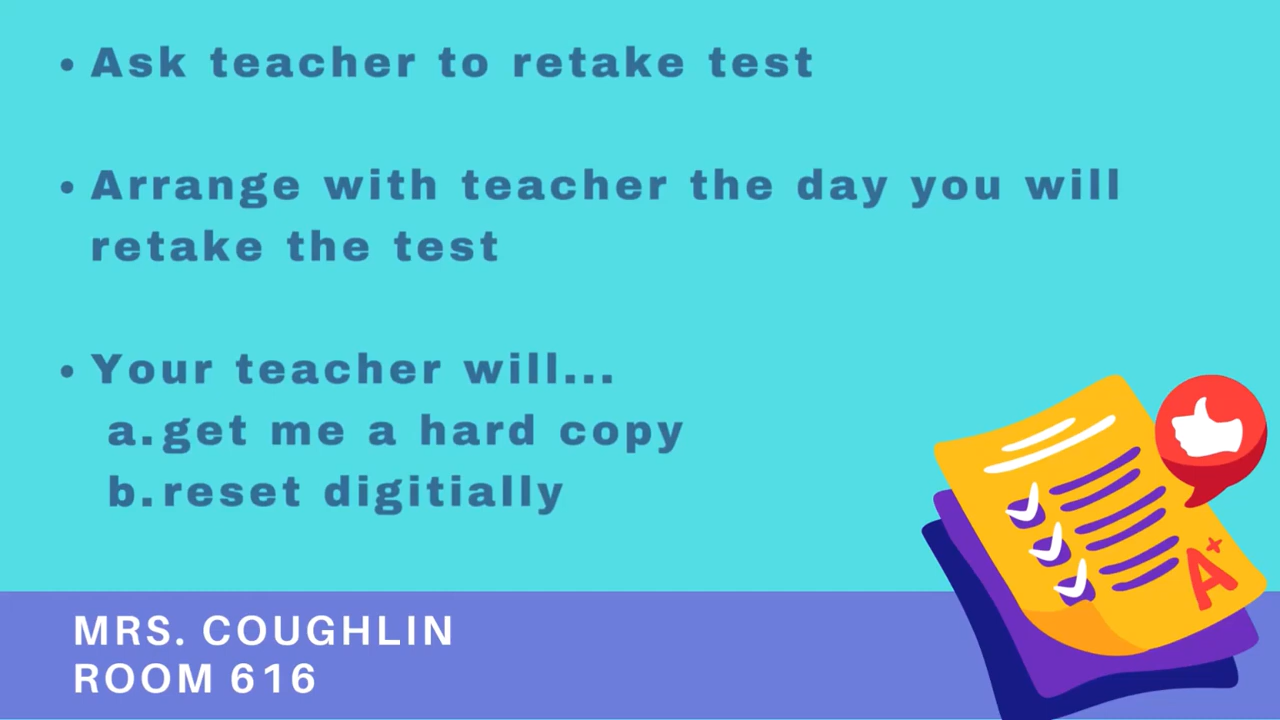 • Ask teacher to retake test
• Arrange with teacher the day you will
retake the test
• Your teacher will...
a. get me a hard copy
b. reset digitially
MRS. COUGHLIN
ROOM 616
A+